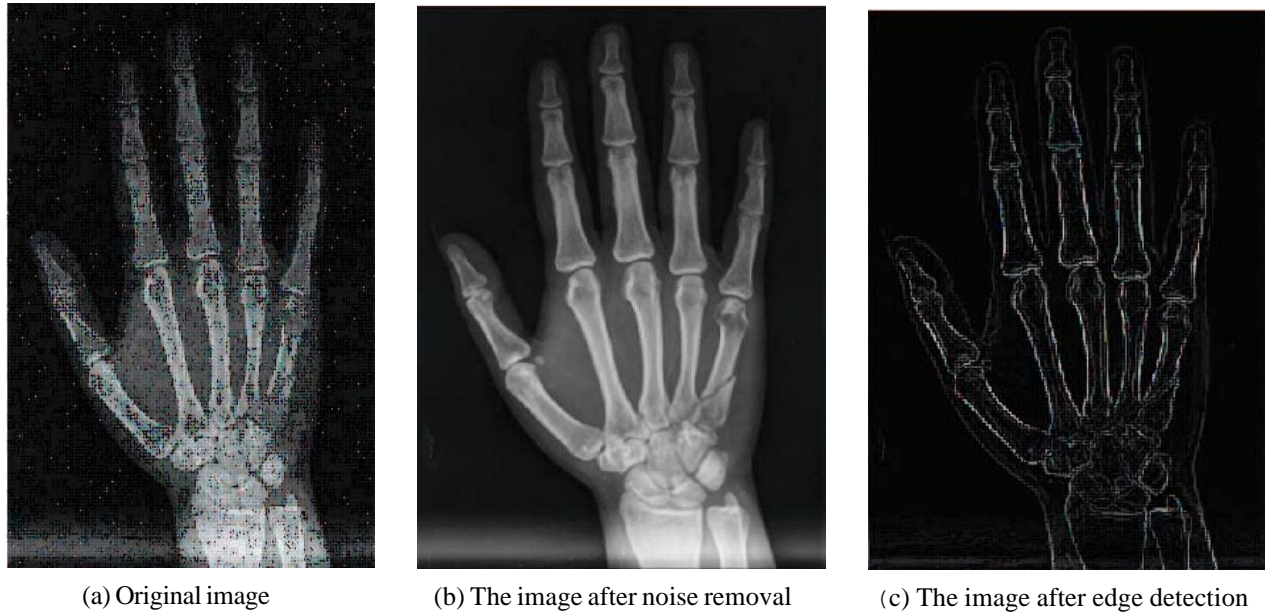 (a) Original image
(b) The image after noise removal
(c) The image after edge detection